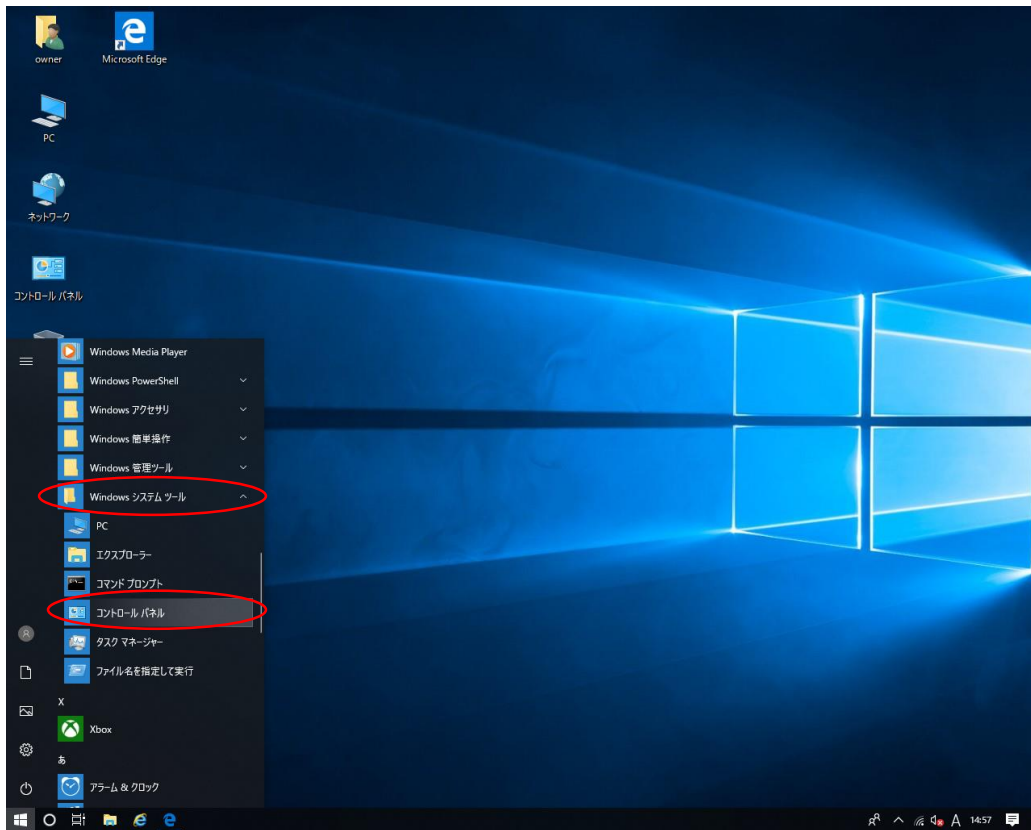 owner
Microsoft Edge
PC
ネットワーク
コントロール パネル
Windows Media Player
Windows PowerShell
Windows アクセサリ
Windows 簡単操作
Windows 管理ツール
Windows システム ツール
PC
エクスプローラー
コマンド プロンプト
コントロール パネル
タスク マネージャー
ファイル名を指定して実行
X
Xbox
あ
アラーム & クロック
A 14:57